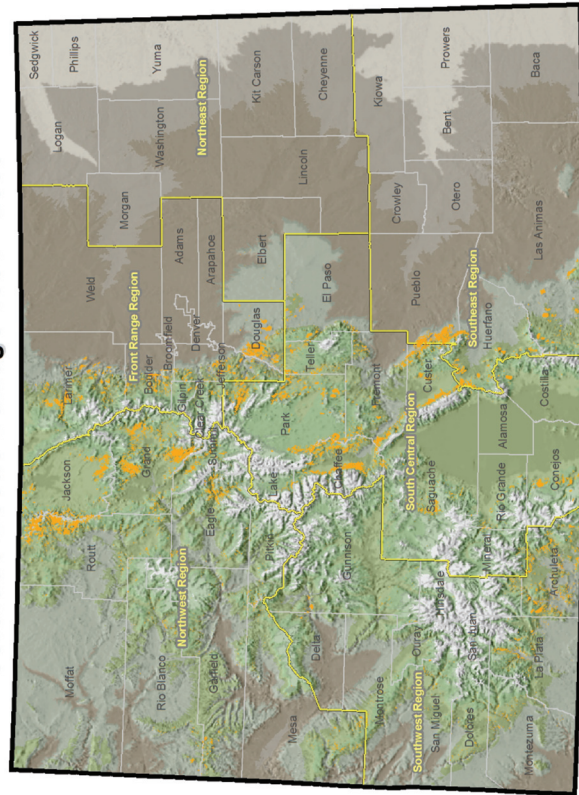 Sedgwick
Logan
Phillips
Moffat
Jackson
Larimer
Weld
Routt
Morgan
Yuma
Front Range Region
Rio Blanco
Grand
Boulder
Washington
Broomfield
Northwest Region
Gilpin
Adams
Denver
Northeast Region
Clear Creek
Garfield
Eagle
Summit
Arapahoe
Jefferson
Kit Carson
Douglas
Elbert
Pitkin
Lake
Park
Mesa
Lincoln
Delta
Teller
El Paso
Cheyenne
Chaffee
Gunnison
Fremont
Kiowa
Montrose
Crowley
Ouray
South Central Region
Pueblo
Southwest Region
Custer
San Miguel
Saguache
Hinsdale
Bent
Prowers
Otero
Dolores
San Juan
Southeast Region
Mineral
Rio Grande
Alamosa
Huerfano
Montezuma
La Plata
Archuleta
Conejos
Costilla
Las Animas
Baca